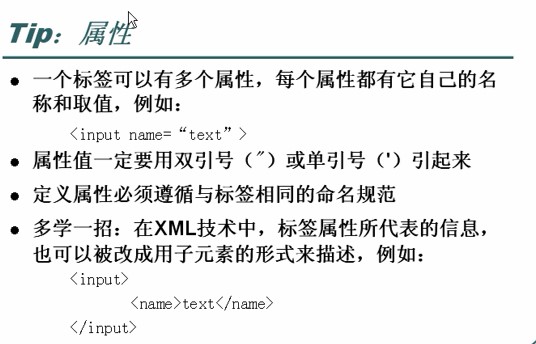 Tip：属性
● 一个标签可以有多个属性，每个属性都有它自己的名
称和取值，例如：
<input name=“text”>
● 属性值一定要用双引号（"）或单引号（'）引起来
● 定义属性必须遵循与标签相同的命名规范
● 多学一招：在XML技术中，标签属性所代表的信息，
也可以被改成用子元素的形式来描述，例如：
<input>
<name>text</name>
</input>